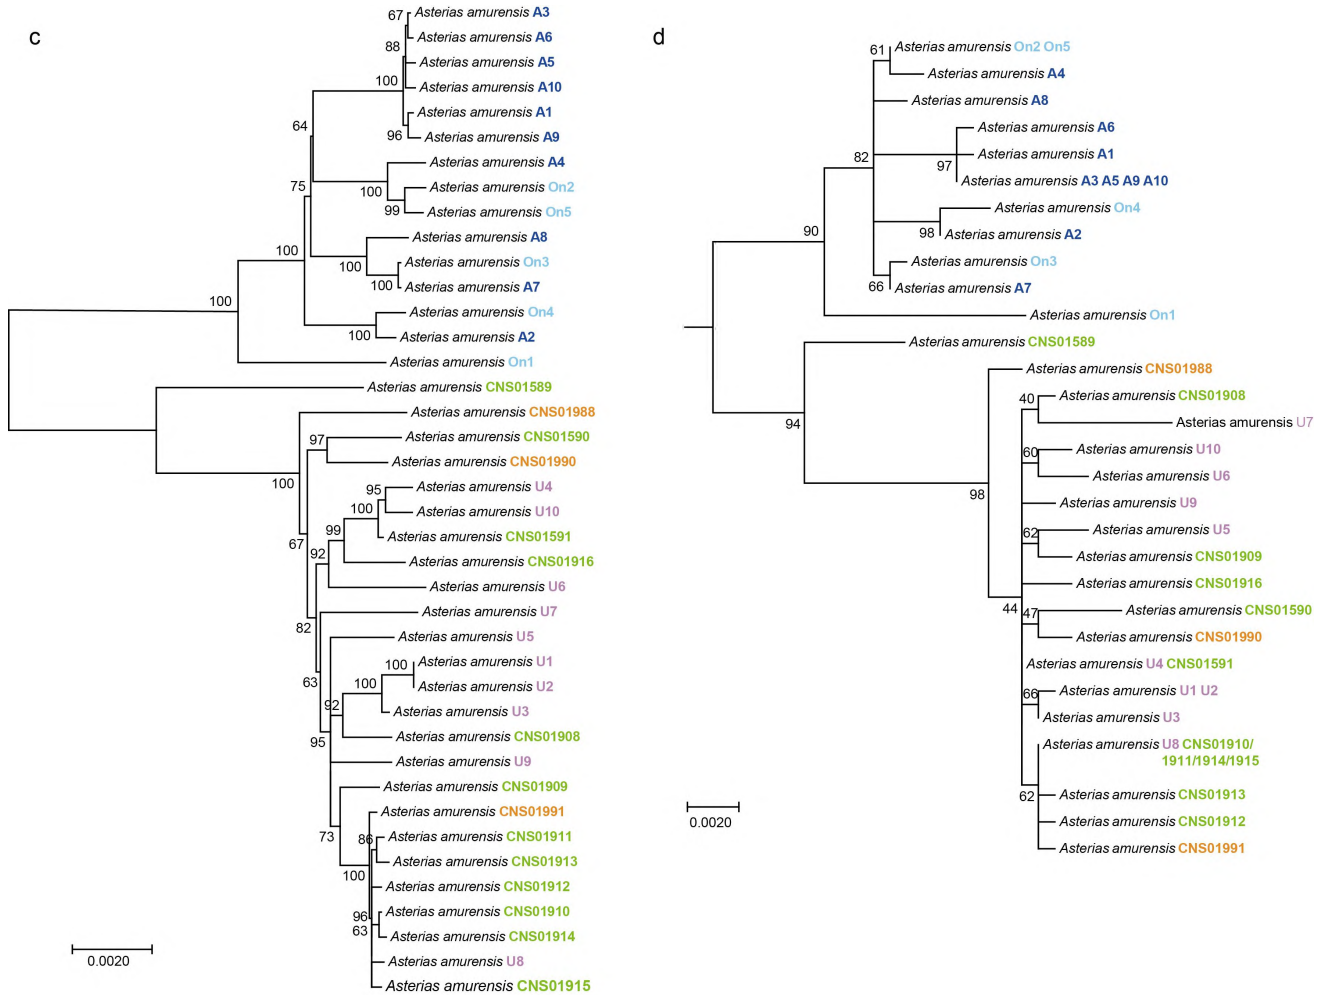 c
67
Asterias amurensis A3
Asterias amurensis A6
88
Asterias amurensis A5
100
Asterias amurensis A10
Asterias amurensis A1
96
Asterias amurensis A9
64
Asterias amurensis A4
100
Asterias amurensis On2
99
Asterias amurensis On5
75
Asterias amurensis A8
100
Asterias amurensis On3
100
Asterias amurensis A7
100
Asterias amurensis On4
100
Asterias amurensis A2
100
Asterias amurensis On1
Asterias amurensis CNS01589
Asterias amurensis CNS01988
97
Asterias amurensis CNS01590
Asterias amurensis CNS01990
100
95
Asterias amurensis U4
100
Asterias amurensis U10
99
Asterias amurensis CNS01591
67
92
Asterias amurensis CNS01916
Asterias amurensis U6
82
Asterias amurensis U7
Asterias amurensis U5
63
100
Asterias amurensis U1
100
Asterias amurensis U2
92
Asterias amurensis U3
95
Asterias amurensis CNS01908
Asterias amurensis U9
Asterias amurensis CNS01909
73
Asterias amurensis CNS01991
86
Asterias amurensis CNS01911
Asterias amurensis CNS01913
100
Asterias amurensis CNS01912
96
Asterias amurensis CNS01910
63
Asterias amurensis CNS01914
Asterias amurensis U8
Asterias amurensis CNS01915
0.0020
d
61
Asterias amurensis On2 On5
Asterias amurensis A4
Asterias amurensis A8
Asterias amurensis A6
82
97
Asterias amurensis A1
Asterias amurensis A3 A5 A9 A10
Asterias amurensis On4
90
98
Asterias amurensis A2
Asterias amurensis On3
66
Asterias amurensis A7
Asterias amurensis On1
Asterias amurensis CNS01589
94
Asterias amurensis CNS01988
40
Asterias amurensis CNS01908
Asterias amurensis U7
60
Asterias amurensis U10
Asterias amurensis U6
98
Asterias amurensis U9
62
Asterias amurensis U5
Asterias amurensis CNS01909
Asterias amurensis CNS01916
44
47
Asterias amurensis CNS01590
Asterias amurensis CNS01990
Asterias amurensis U4 CNS01591
66
Asterias amurensis U1 U2
Asterias amurensis U3
Asterias amurensis U8 CNS01910/
1911/1914/1915
62
Asterias amurensis CNS01913
Asterias amurensis CNS01912
Asterias amurensis CNS01991
0.0020